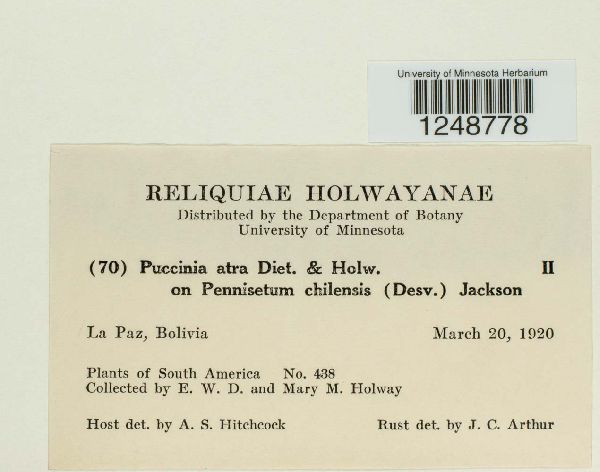 University of Minnesota Herbarium
1248778
RELIQUIAE HOLWAYANAE
Distributed by the Department of Botany
University of Minnesota
(70) Puccinia atra Diet. & Holw. II
on Pennisetum chilensis (Desv.) Jackson
La Paz, Bolivia March 20, 1920
Plants of South America No. 438
Collected by E. W. D. and Mary M. Holway
Host det. by A. S. Hitchcock Rust det. by J. C. Arthur